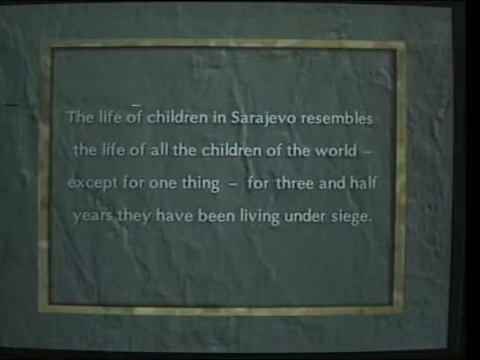 The life of children in Sarajevo resembles
the life of all the children of the world –
except for one thing – for three and half
years they have been living under siege.